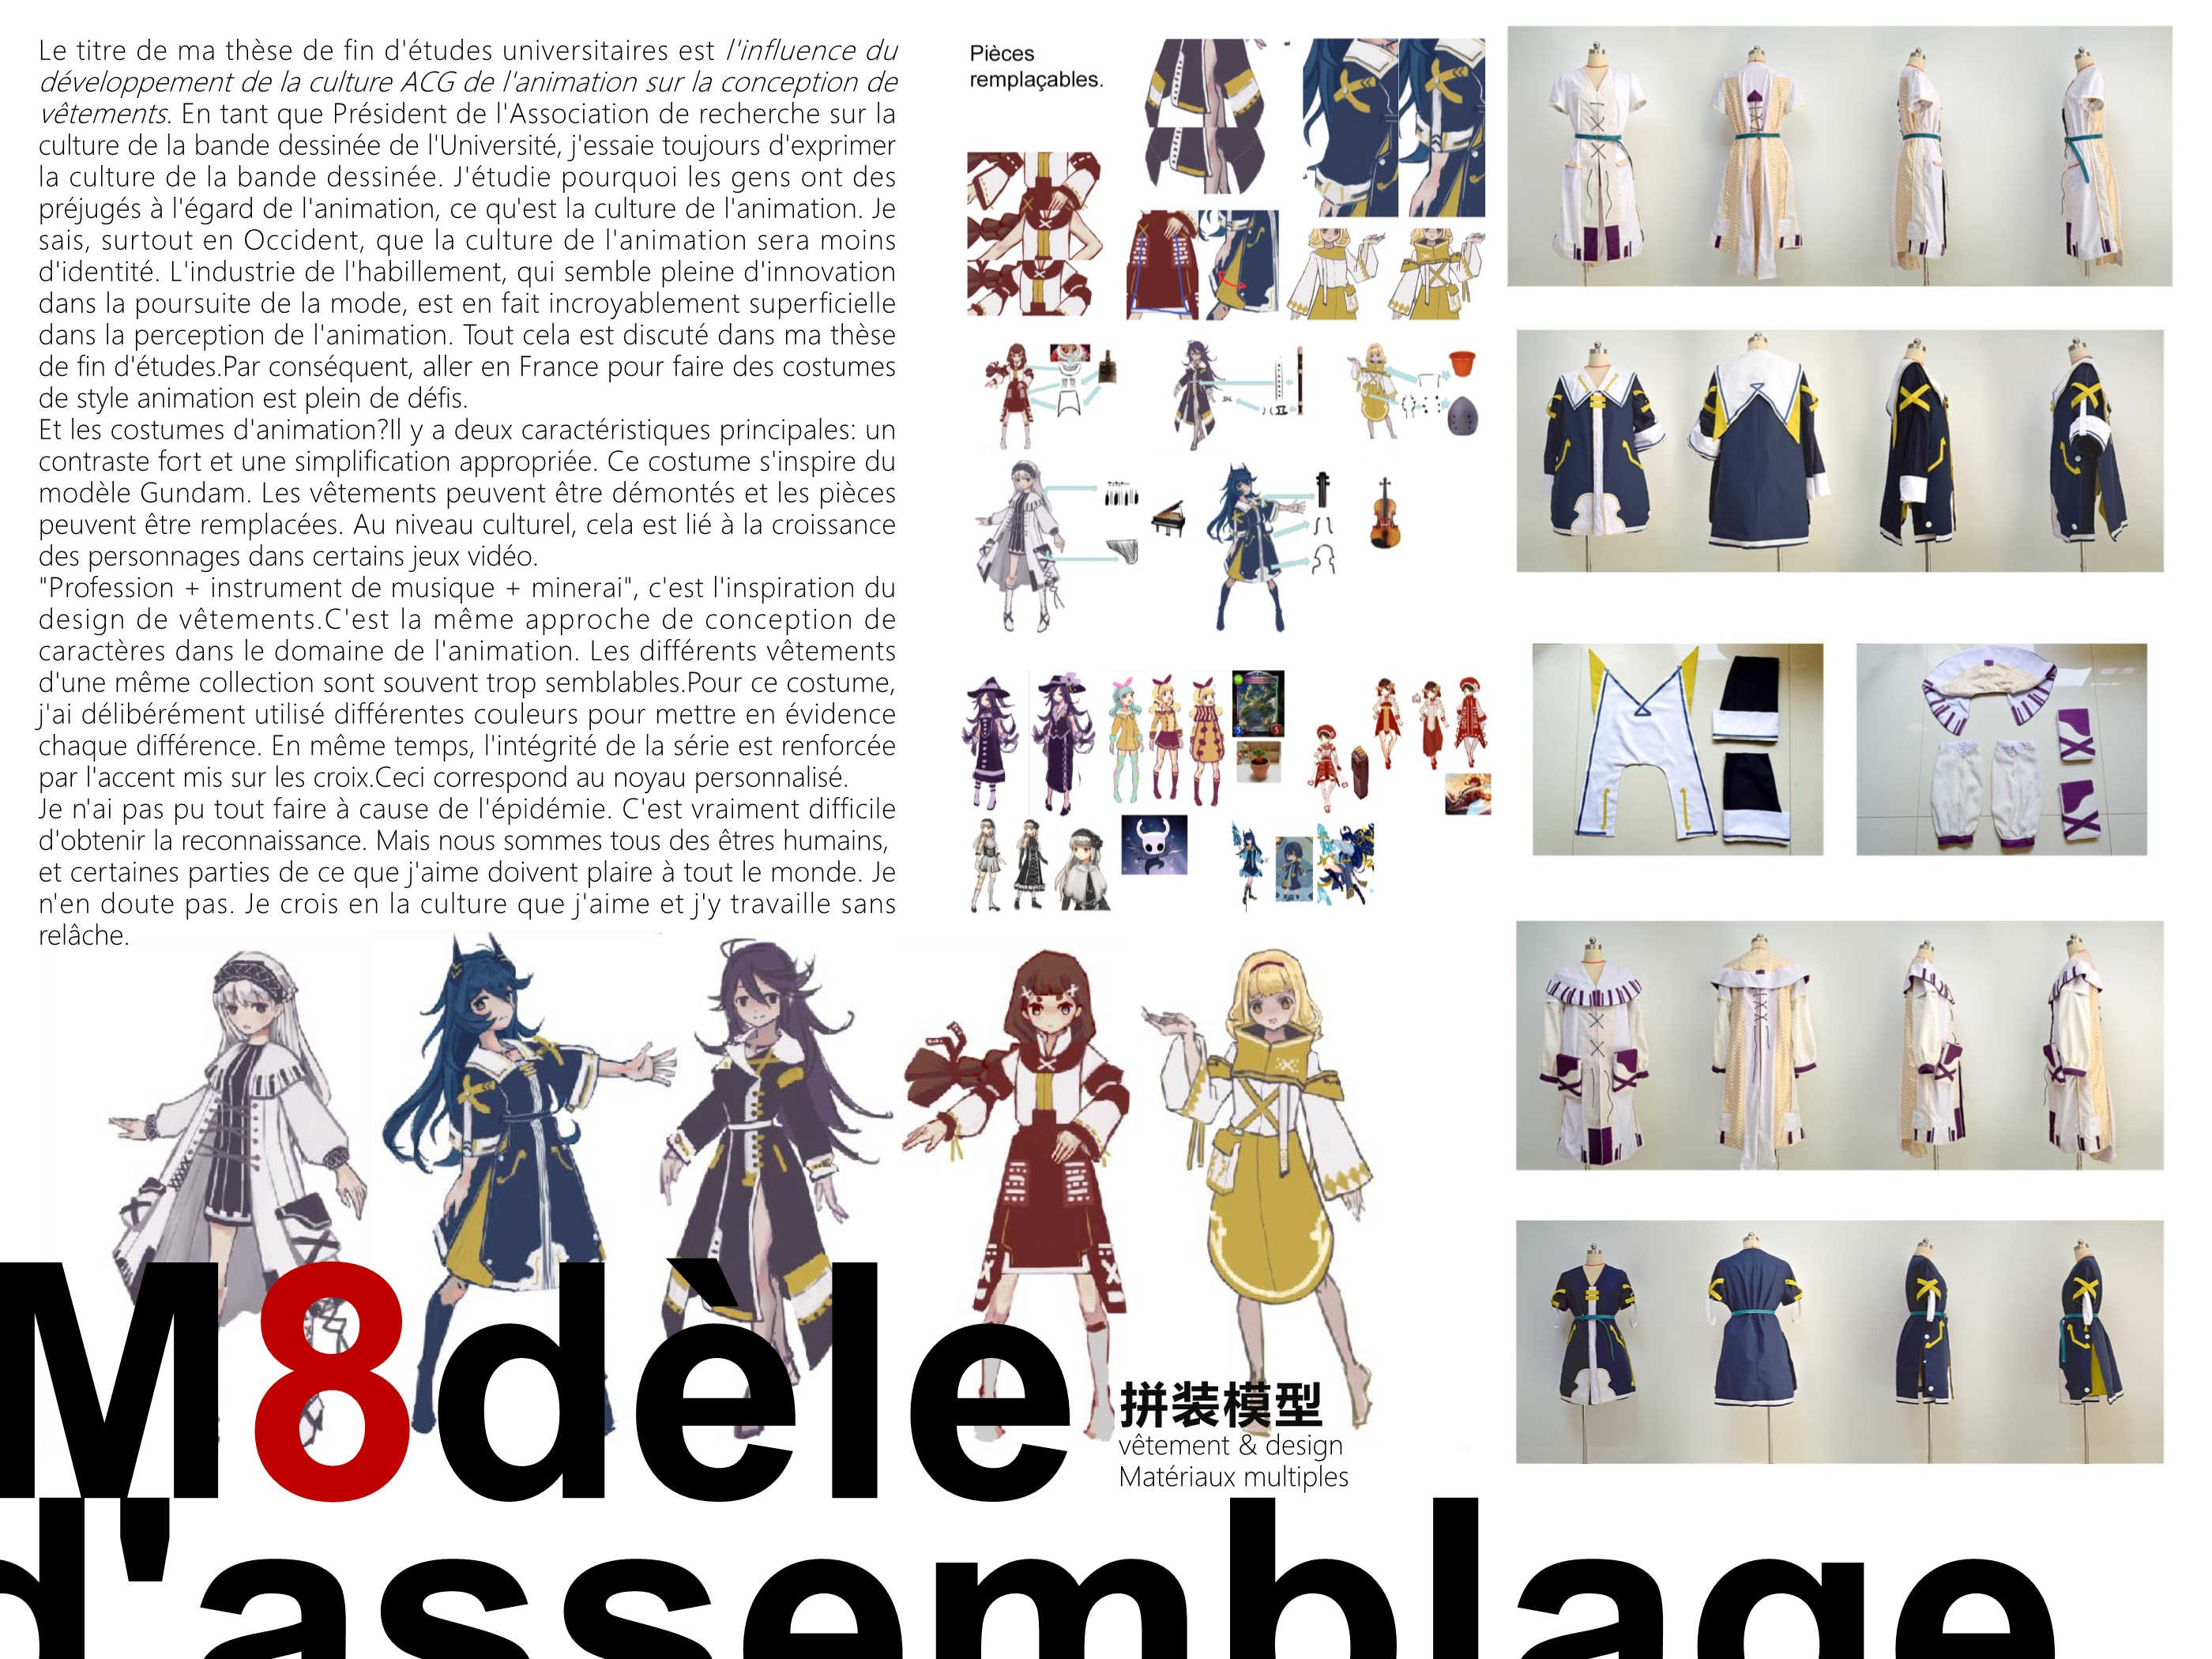 Le titre de ma thèse de fin d'études universitaires est l'influence du
développement de la culture ACG de l'animation sur la conception de
vêtements. En tant que Président de l'Association de recherche sur la
culture de la bande dessinée de l'Université, j'essaie toujours d'exprimer
la culture de la bande dessinée. J'étudie pourquoi les gens ont des
préjugés à l'égard de l'animation, ce qu'est la culture de l'animation. Je
sais, surtout en Occident, que la culture de l'animation sera moins
d'identité. L'industrie de l'habillement, qui semble pleine d'innovation
dans la poursuite de la mode, est en fait incroyablement superficielle
dans la perception de l'animation. Tout cela est discuté dans ma thèse
de fin d'études.Par conséquent, aller en France pour faire des costumes
de style animation est plein de défis.
Et les costumes d'animation?Il y a deux caractéristiques principales: un
contraste fort et une simplification appropriée. Ce costume s'inspire du
modèle Gundam. Les vêtements peuvent être démontés et les pièces
peuvent être remplacées. Au niveau culturel, cela est lié à la croissance
des personnages dans certains jeux vidéo.
"Profession + instrument de musique + minerai", c'est l'inspiration du
design de vêtements.C'est la même approche de conception de
caractères dans le domaine de l'animation. Les différents vêtements
d'une même collection sont souvent trop semblables.Pour ce costume,
j'ai délibérément utilisé différentes couleurs pour mettre en évidence
chaque différence. En même temps, l'intégrité de la série est renforcée
par l'accent mis sur les croix.Ceci correspond au noyau personnalisé.
Je n'ai pas pu tout faire à cause de l'épidémie. C'est vraiment difficile
d'obtenir la reconnaissance. Mais nous sommes tous des êtres humains,
et certaines parties de ce que j'aime doivent plaire à tout le monde. Je
n'en doute pas. Je crois en la culture que j'aime et j'y travaille sans
relâche.
Pièces
remplaçables.
M8dèle
拼装模型
vêtement & design
Matériaux multiples
d'assemblage